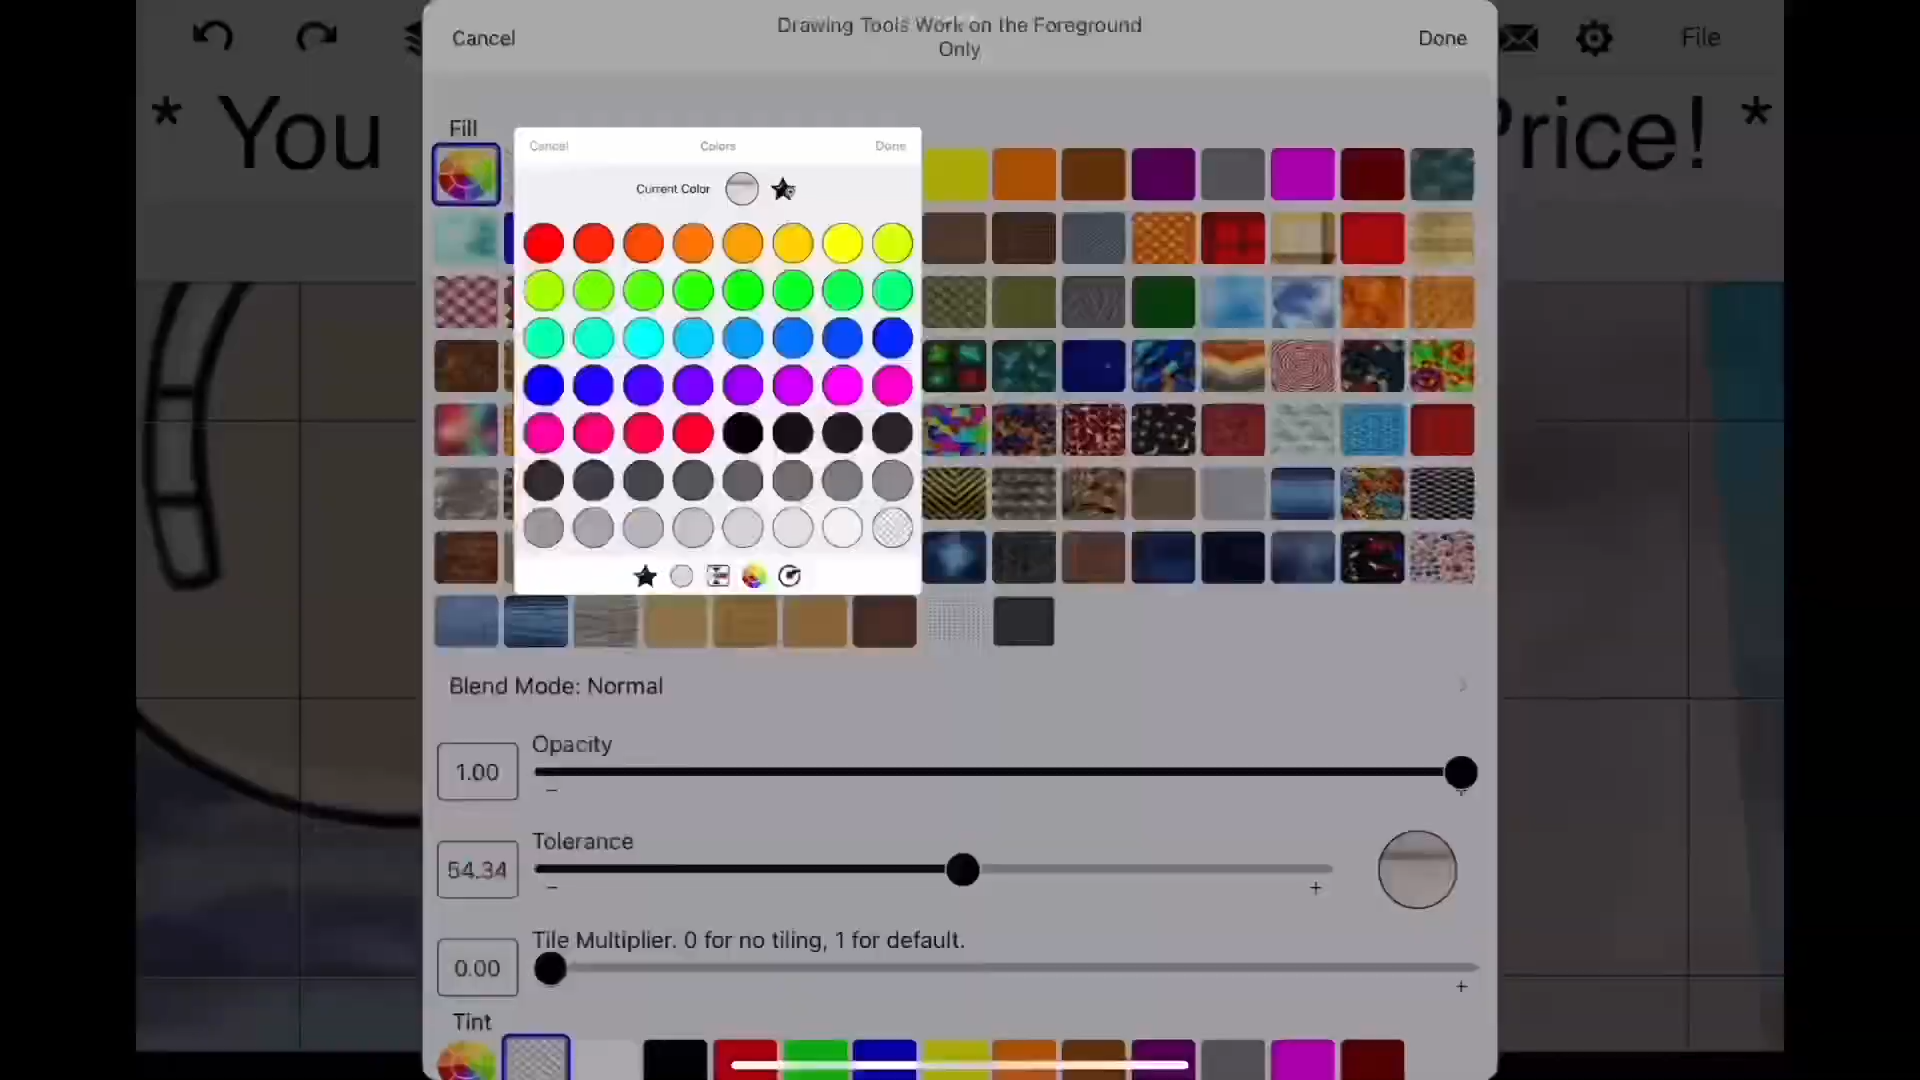 Cancel
Drawing Tools Work on the Foreground
Only
Done
File
* You
Price! *
Fill
Cancel
Colors
Done
Current Color
Blend Mode: Normal
Opacity
1.00
Tolerance
54.34
Tile Multiplier. 0 for no tiling, 1 for default.
0.00
Tint